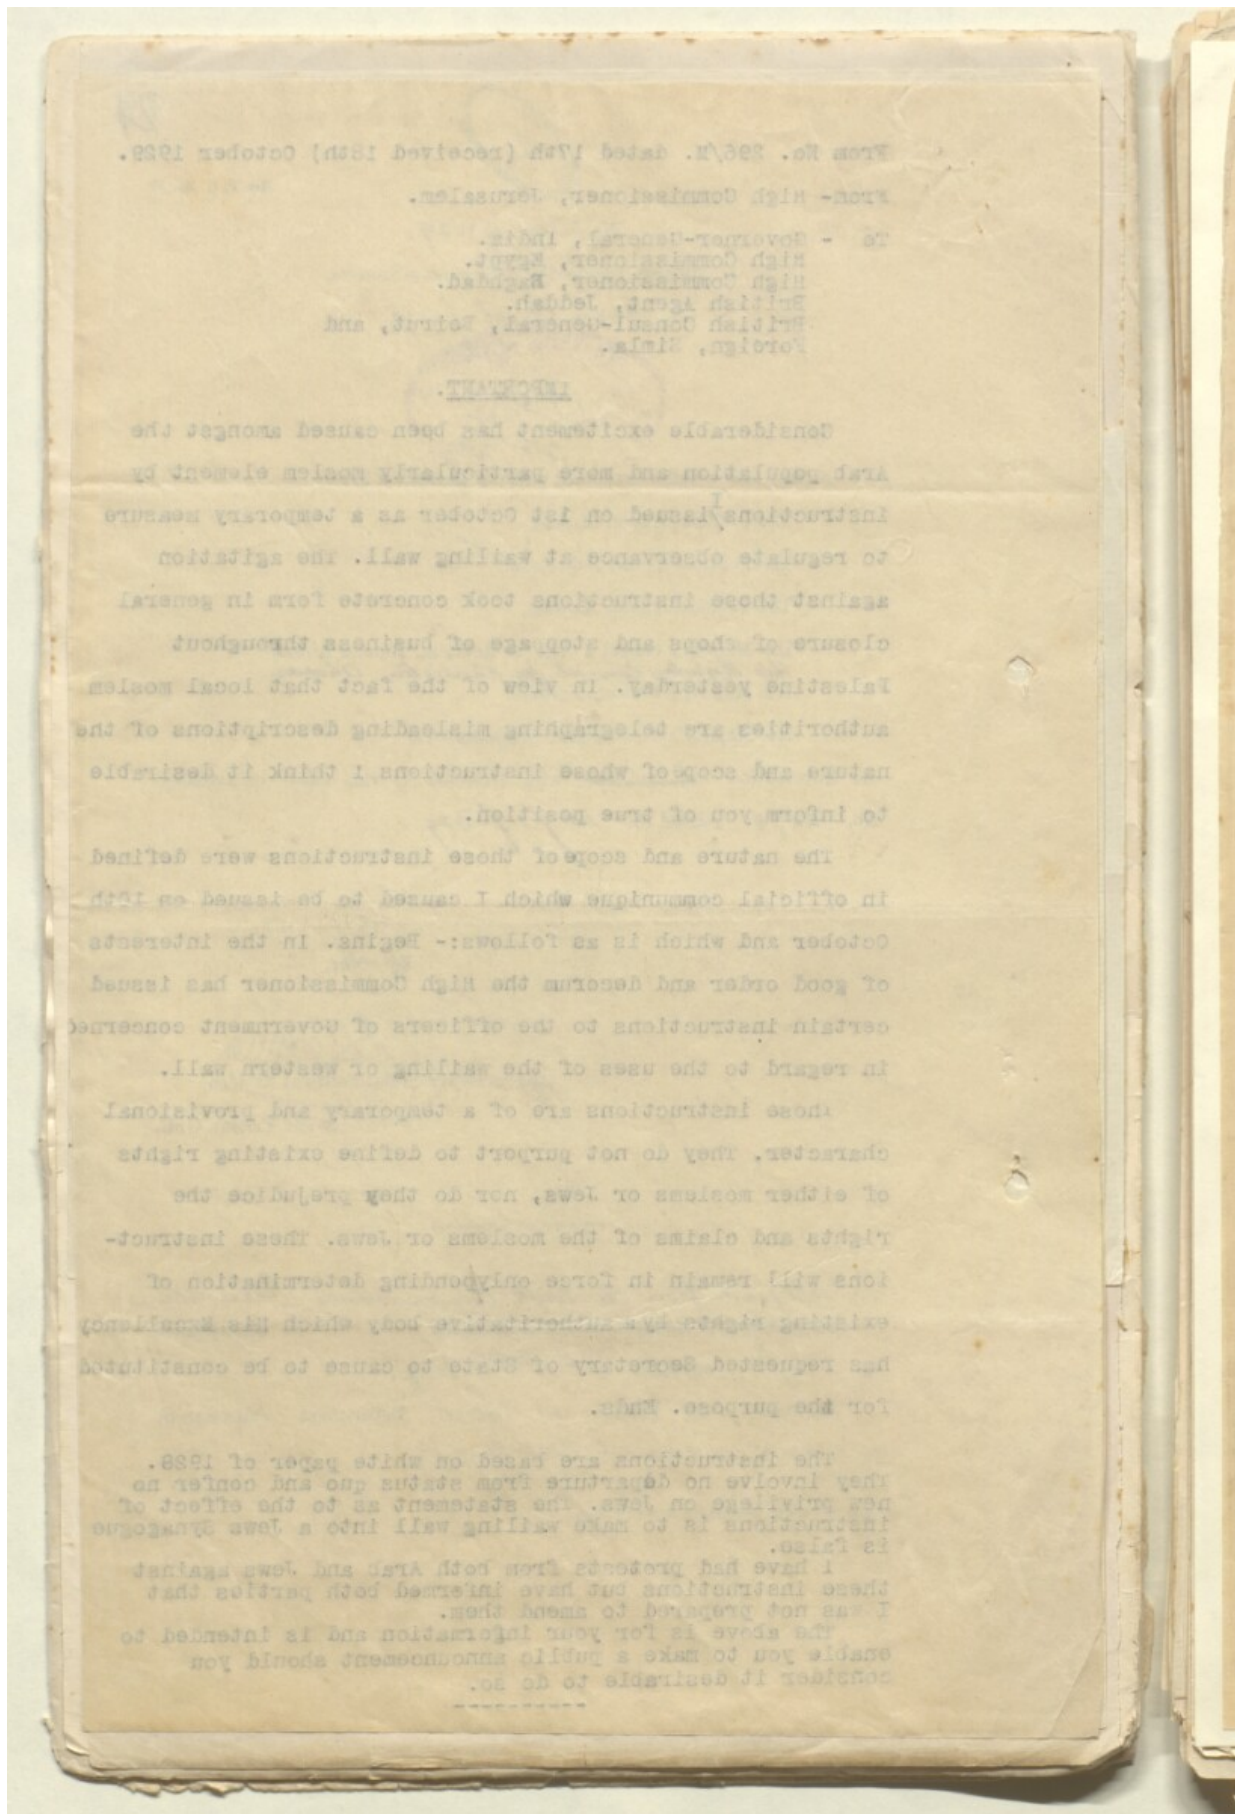 From No. 296/M. dated 17th (received 18th) October 1929.
From- High Commissioner, Jerusalem.
To - Governor-General, India.
High Commissioner, Egypt.
High Commissioner, Baghdad.
British Agent, Jeddah.
British Consul-General, Beirut, and
Foreign, Simla.
IMPORTANT.
Considerable excitement has been caused amongst the
Arab population and more particularly moslem element by
instructions I issued on 1st October as a temporary measure
to regulate observance at wailing wall. The agitation
against those instructions took concrete form in general
closure of shops and stoppage of business throughout
Palestine yesterday. In view of the fact that local moslem
authorities are telegraphing misleading descriptions of the
nature and scope of whose instructions I think it desirable
to inform you of true position.
The nature and scope of those instructions were defined
in official communique which I caused to be issued on
October and which is as follows:- Begins. In the interests
of good order and decorum the High Commissioner has issued
certain instructions to the officers of Government concerned
in regard to the uses of the wailing or western wall.
These instructions are of a temporary and provisional
character. They do not purport to define existing rights
of either moslems or Jews, nor do they prejudice the
rights and claims of the moslems or Jews. These instruct-
ions will remain in force only pending determination of
existing rights by a authoritative body which His Excellency
has requested Secretary of State to cause to be constituted
for the purpose. Ends.
The instructions are based on white paper of 1928.
They involve no departure from status quo and confer no
new privilege on Jews. The statement as to the effect of
instructions is to make wailing wall into a Jews Synagogue
is false.
I have had protests from both Arab and Jews against
these instructions but have informed both parties that
I was not prepared to amend them.
The above is for your information and is intended to
enable you to make a public announcement should you
consider it desirable to do so.
-----------